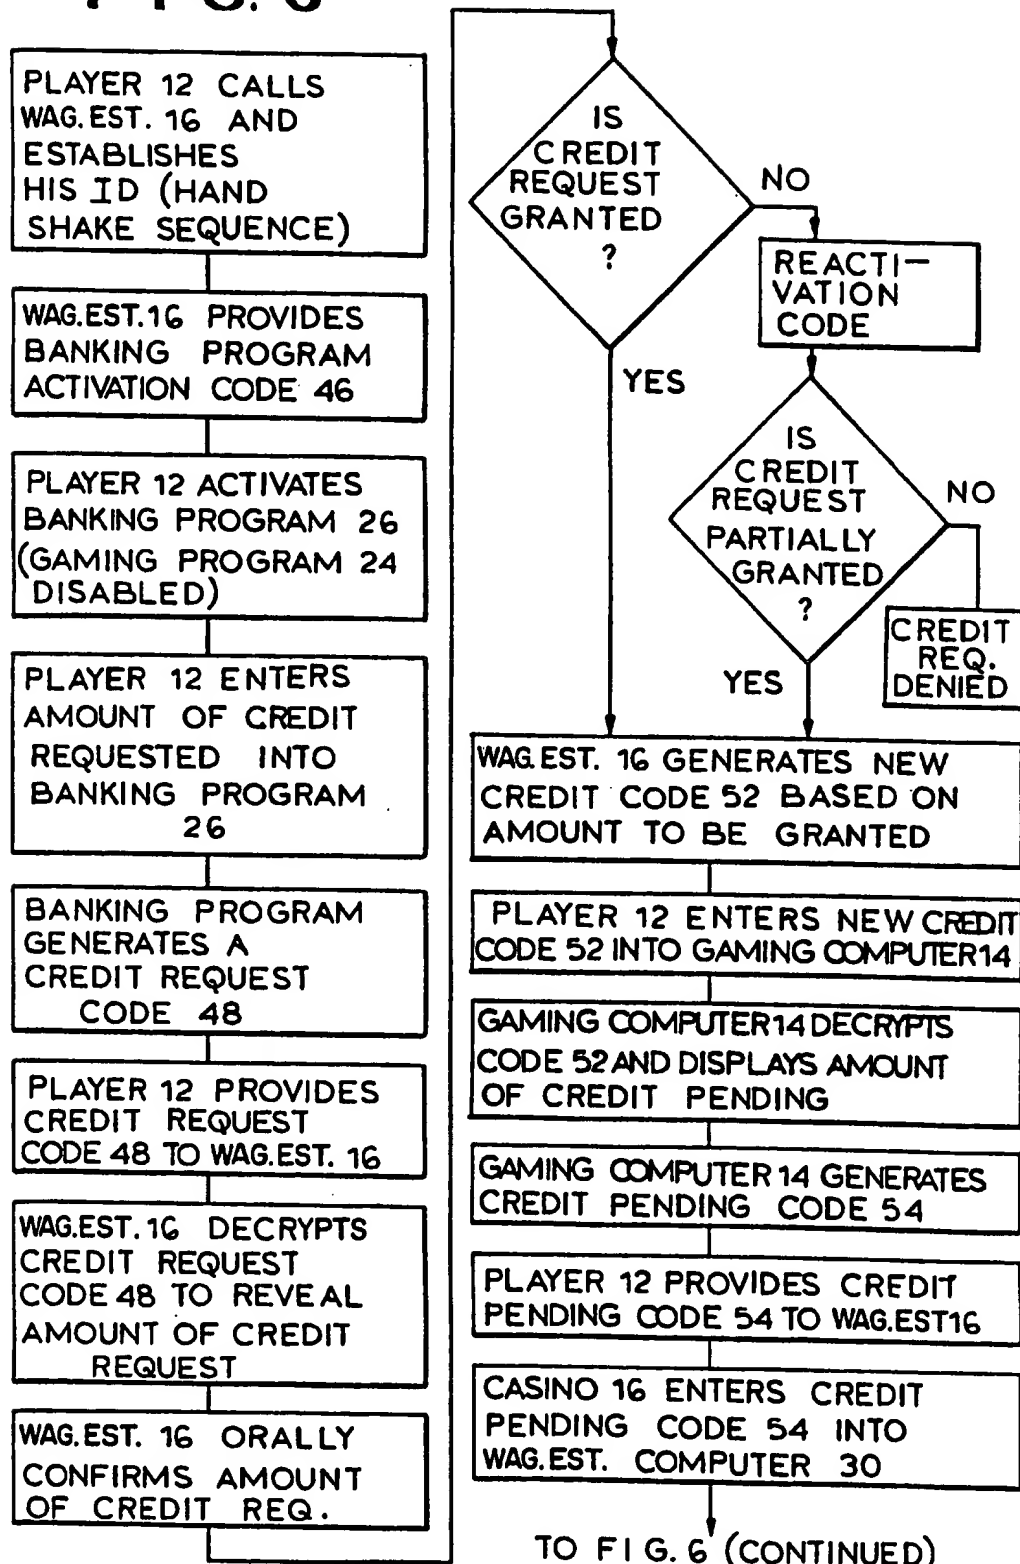 FIG. 6
PLAYER 12 CALLS
WAG.EST. 16 AND
ESTABLISHES
HIS ID (HAND
SHAKE SEQUENCE)
WAG.EST.16 PROVIDES
BANKING PROGRAM
ACTIVATION CODE 46
PLAYER 12 ACTIVATES
BANKING PROGRAM 26
(GAMING PROGRAM 24
DISABLED)
PLAYER 12 ENTERS
AMOUNT OF CREDIT
REQUESTED INTO
BANKING PROGRAM
26
BANKING PROGRAM
GENERATES A
CREDIT REQUEST
CODE 48
PLAYER 12 PROVIDES
CREDIT REQUEST
CODE 48 TO WAG.EST. 16
WAG.EST. 16 DECRYPTS
CREDIT REQUEST
CODE 48 TO REVEAL
AMOUNT OF CREDIT
REQUEST
WAG.EST. 16 ORALLY
CONFIRMS AMOUNT
OF CREDIT REQ.
IS
CREDIT
REQUEST
GRANTED
?
NO
REACTI-
VATION
CODE
YES
IS
CREDIT
REQUEST
PARTIALLY
GRANTED
?
NO
CREDIT
REQ.
DENIED
YES
WAG.EST. 16 GENERATES NEW
CREDIT CODE 52 BASED ON
AMOUNT TO BE GRANTED
PLAYER 12 ENTERS NEW CREDIT
CODE 52 INTO GAMING COMPUTER 14
GAMING COMPUTER 14 DECRYPTS
CODE 52 AND DISPLAYS AMOUNT
OF CREDIT PENDING
GAMING COMPUTER 14 GENERATES
CREDIT PENDING CODE 54
PLAYER 12 PROVIDES CREDIT
PENDING CODE 54 TO WAG.EST16
CASINO 16 ENTERS CREDIT
PENDING CODE 54 INTO
WAG.EST. COMPUTER 30
TO FIG. 6 (CONTINUED)